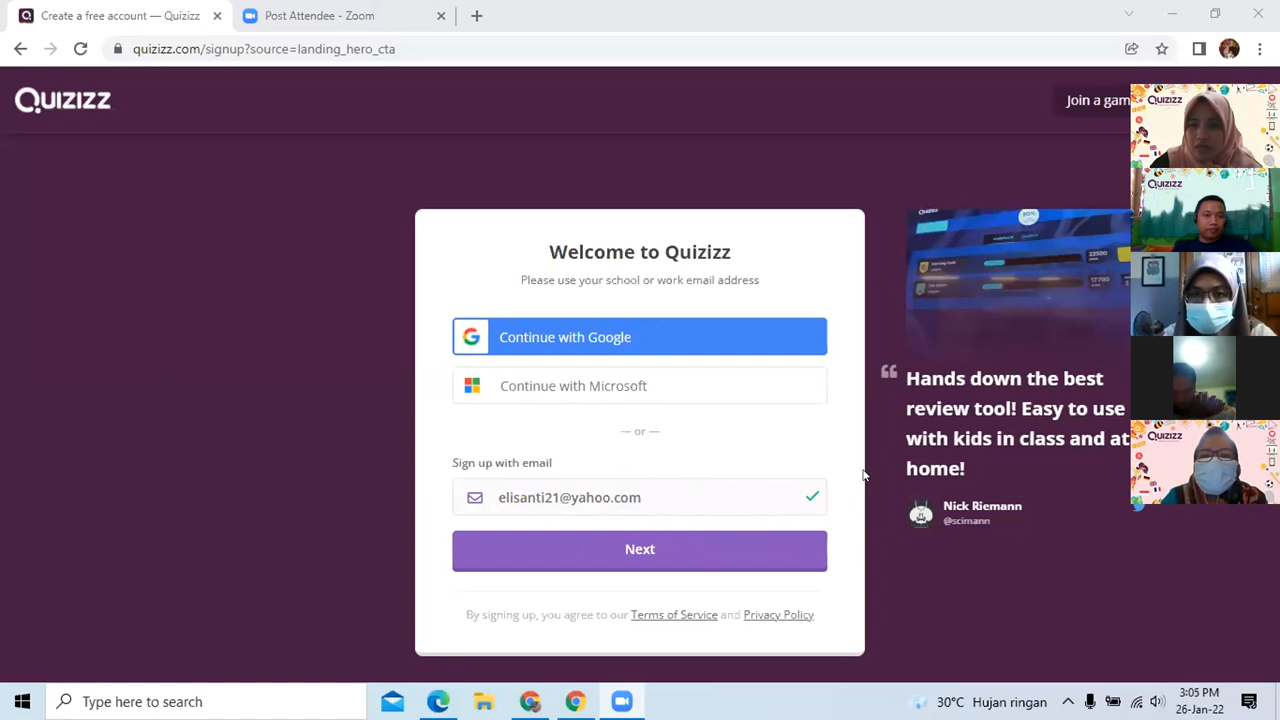 Create a free account — Quizizz
Post Attendee - Zoom
quizizz.com/signup?source=landing_hero_cta
Quizizz
Join a gam
Welcome to Quizizz
Please use your school or work email address
Continue with Google
Continue with Microsoft
— or —
Sign up with email
elisanti21@yahoo.com
Next
By signing up, you agree to our Terms of Service and Privacy Policy
Hands down the best
review tool! Easy to use
with kids in class and at
home!
Nick Riemann
@scimann
Quizizz
Quizizz
Quizizz
Type here to search
30°C Hujan ringan
3:05 PM
26-Jan-22